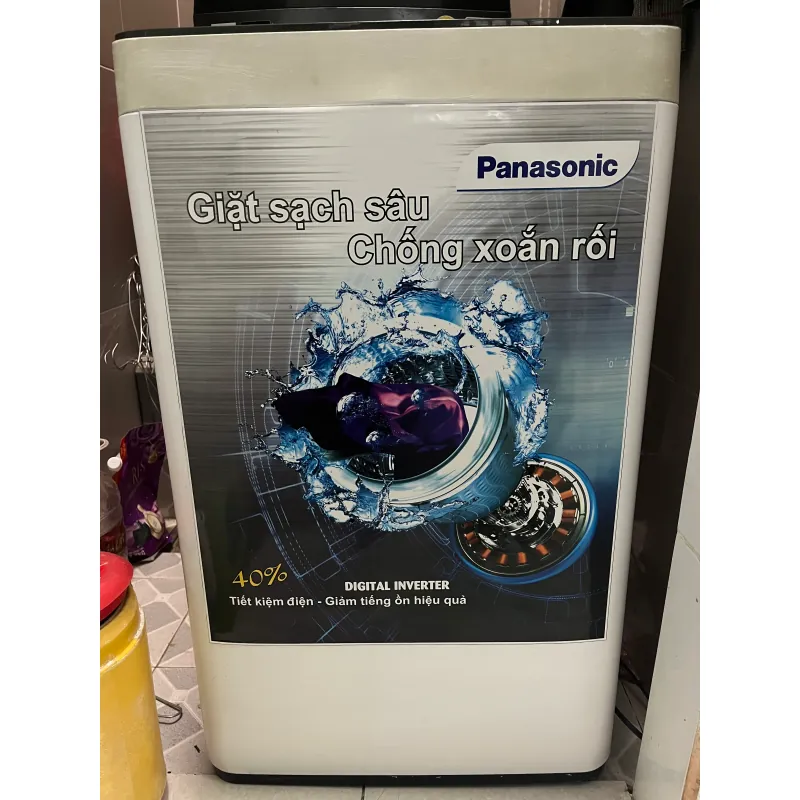 Panasonic
Giặt sạch sâu
Chống xoắn rối
40%
DIGITAL INVERTER
Tiết kiệm điện - Giảm tiếng ồn hiệu quả